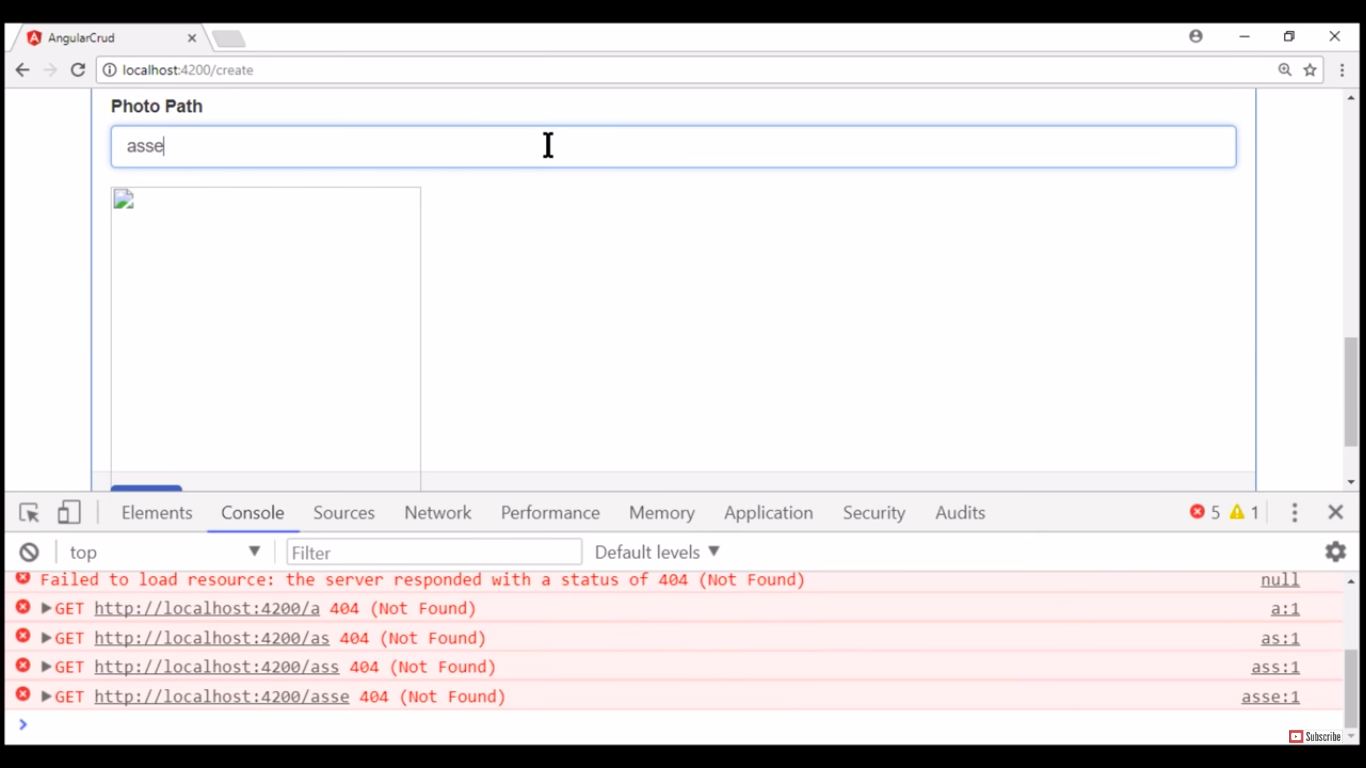 AngularCrud
localhost:4200/create
Photo Path
asse
Elements Console Sources Network Performance Memory Application Security Audits 5 1
top Filter Default levels
Failed to load resource: the server responded with a status of 404 (Not Found) null
GET http://localhost:4200/a 404 (Not Found) a:1
GET http://localhost:4200/as 404 (Not Found) as:1
GET http://localhost:4200/ass 404 (Not Found) ass:1
GET http://localhost:4200/asse 404 (Not Found) asse:1
Subscribe